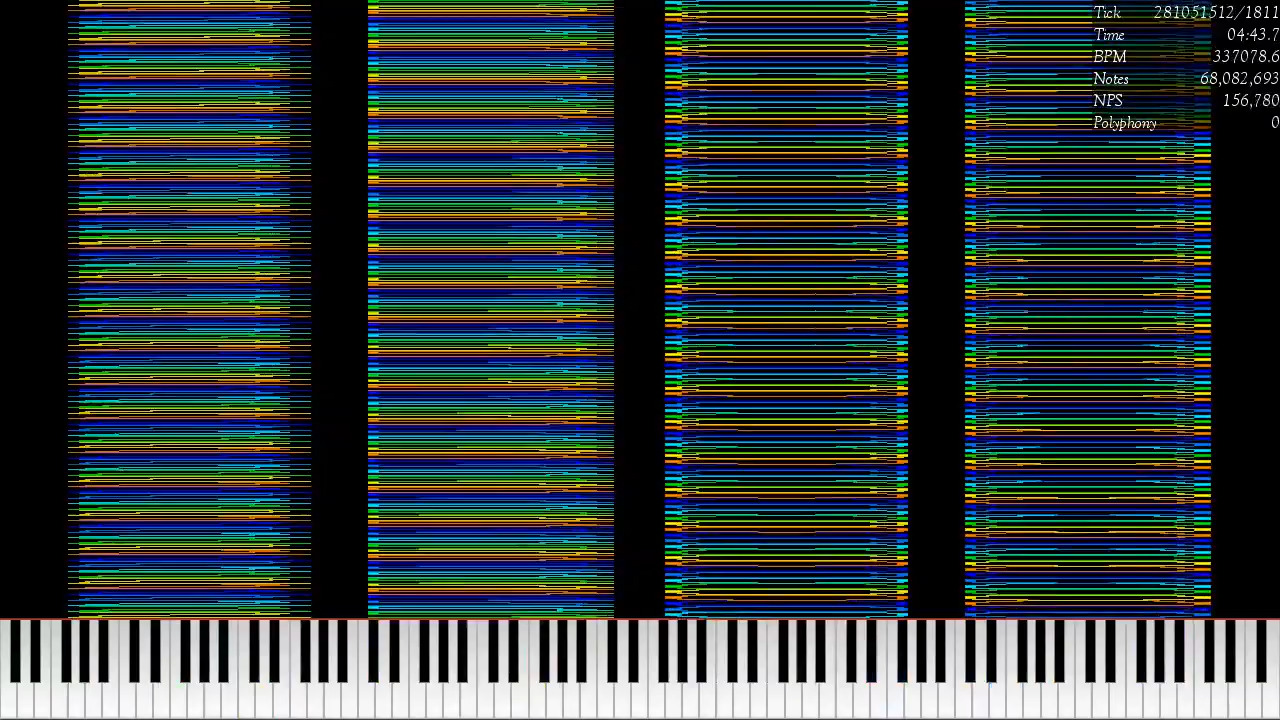 Tick 281051512/1811
Time 04:43.7
BPM 337078.6
Notes 68,082,693
NPS 156,780
Polyphony 0